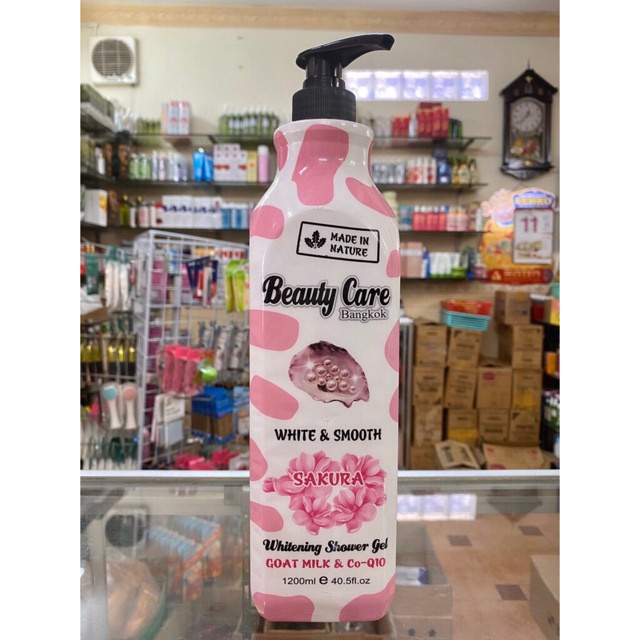 MADE IN
NATURE
Beauty Care
Bangkok
WHITE & SMOOTH
SAKURA
Whitening Shower Gel
GOAT MILK & Co-Q10
1200ml e 40.5fl.oz
11